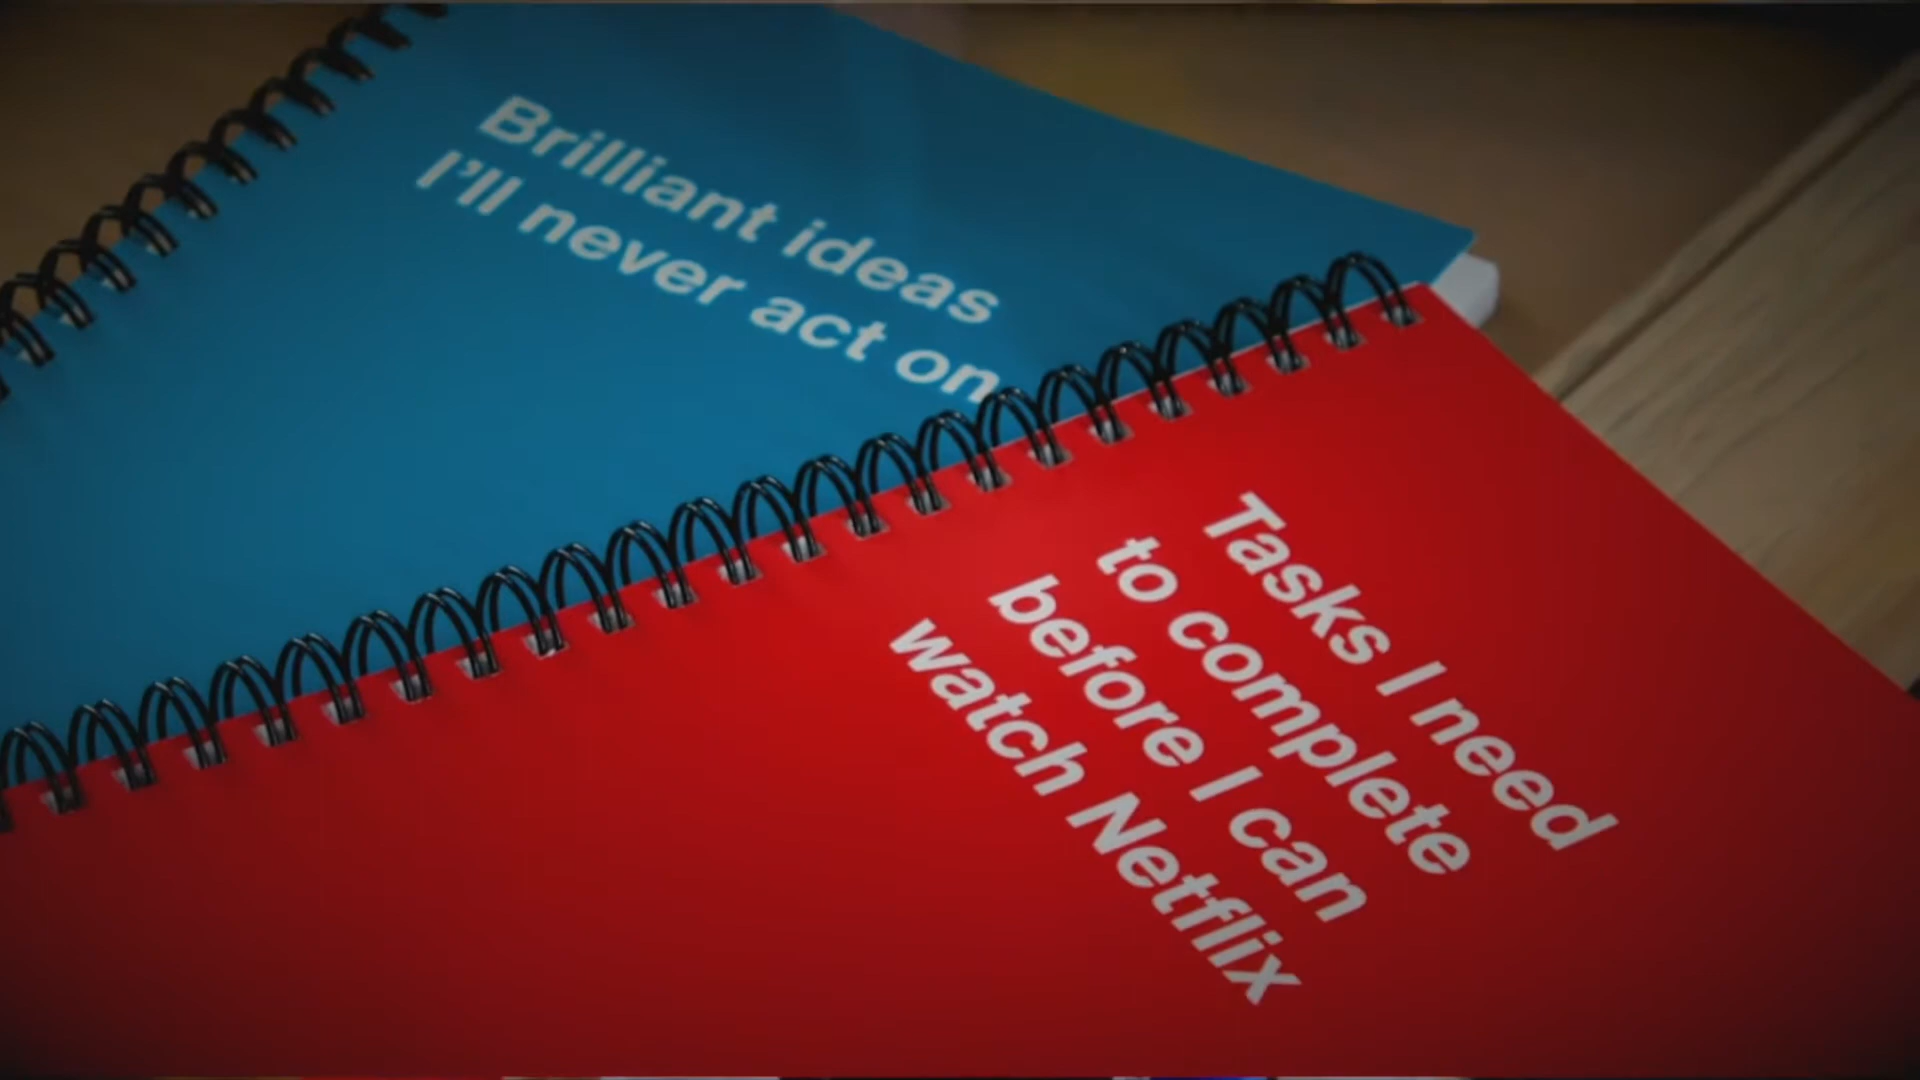 Brilliant ideas
I'll never act on
Tasks I need
to complete
before I can
watch Netflix